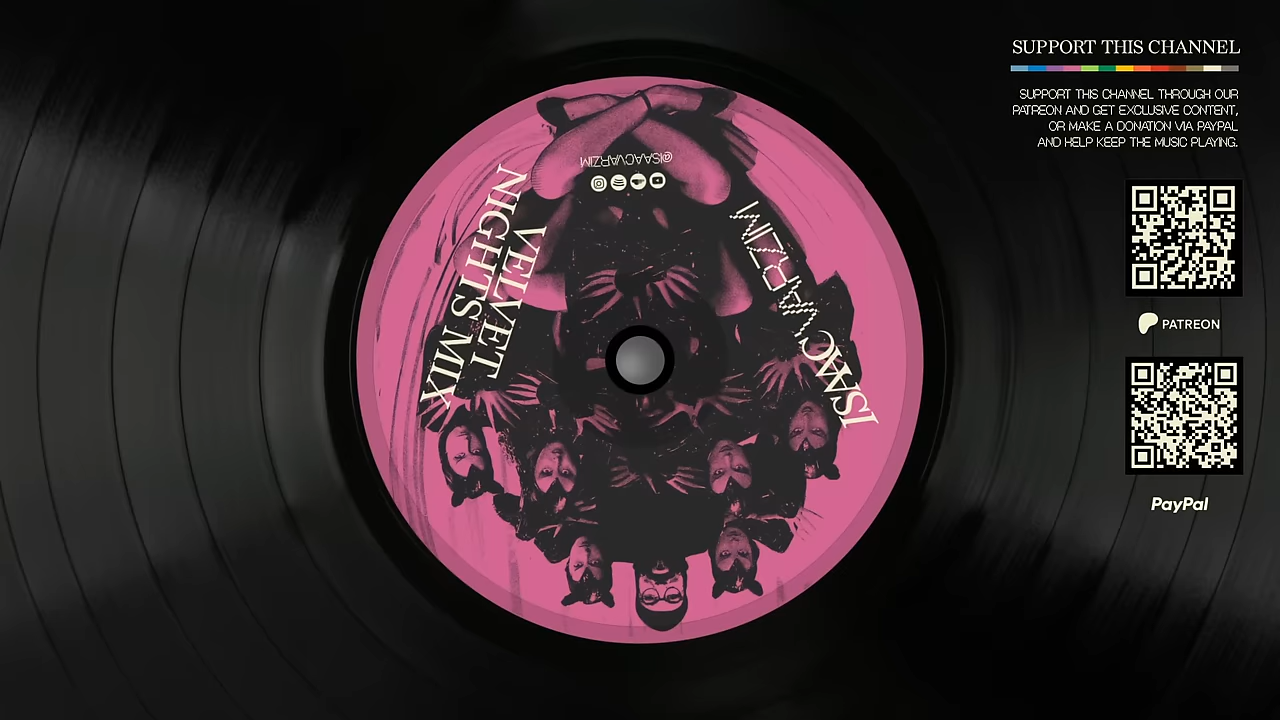 SUPPORT THIS CHANNEL
SUPPORT THIS CHANNEL THROUGH OUR
PATREON AND GET EXCLUSIVE CONTENT,
OR MAKE A DONATION VIA PAYPAL
AND HELP KEEP THE MUSIC PLAYING.
PATREON
PayPal
ISAAC VARZIM
VELVET
NIGHTS MIX
@ISAACVARZIM